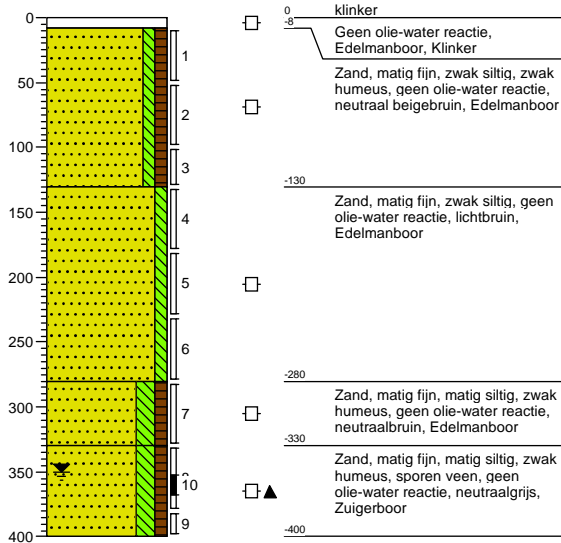 0
klinker
0
-8
Geen olie-water reactie,
Edelmanboor, Klinker
1
50
Zand, matig fijn, zwak siltig, zwak
humeus, geen olie-water reactie,
neutraal beigebruin, Edelmanboor
2
100
3
-130
150
4
Zand, matig fijn, zwak siltig, geen
olie-water reactie, lichtbruin,
Edelmanboor
200
5
250
6
-280
300
7
Zand, matig fijn, matig siltig, zwak
humeus, geen olie-water reactie,
neutraalbruin, Edelmanboor
-330
350
10
Zand, matig fijn, matig siltig, zwak
humeus, sporen veen, geen
olie-water reactie, neutraalgrijs,
Zuigerboor
9
400
-400